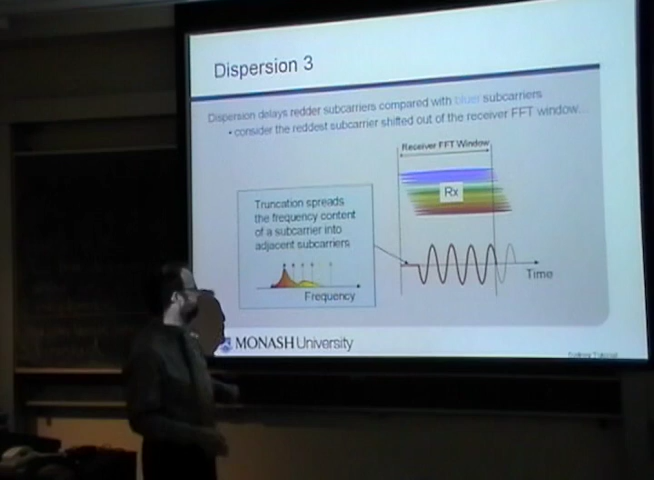 Dispersion 3
Dispersion delays redder subcarriers compared with bluer subcarriers
• consider the reddest subcarrier shifted out of the receiver FFT window...
Receiver FFT Window
Rx
Truncation spreads
the frequency content
of a subcarrier into
adjacent subcarriers
Time
Frequency
MONASH University